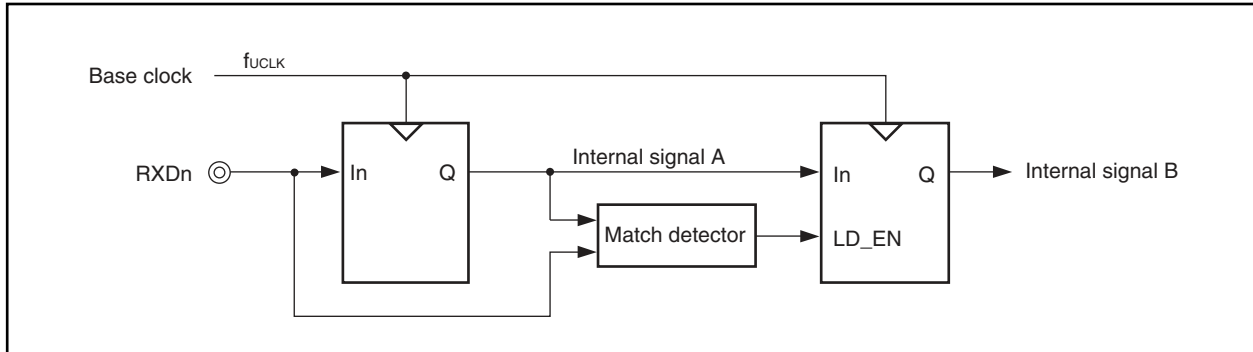 Base clock
fUCLK
RXDn
In
Q
Internal signal A
Match detector
In
Q
LD_EN
Internal signal B